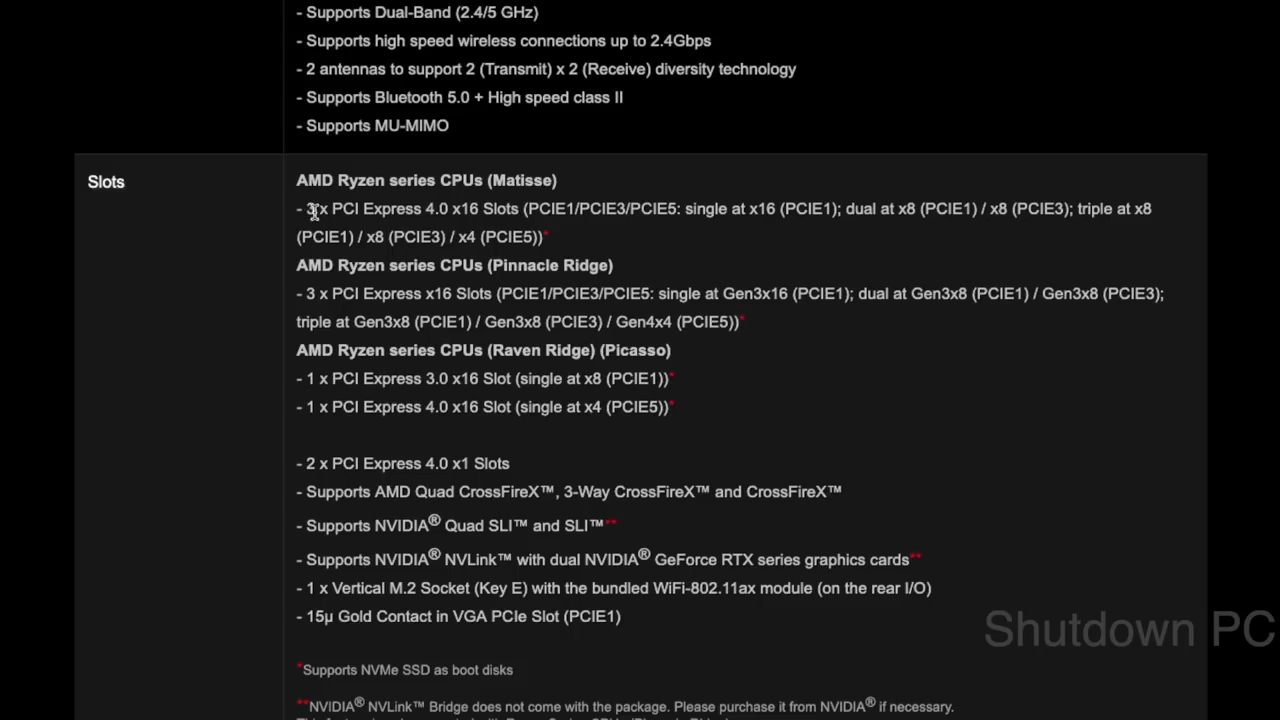 - Supports Dual-Band (2.4/5 GHz)
- Supports high speed wireless connections up to 2.4Gbps
- 2 antennas to support 2 (Transmit) x 2 (Receive) diversity technology
- Supports Bluetooth 5.0 + High speed class II
- Supports MU-MIMO
Slots
AMD Ryzen series CPUs (Matisse)
- 3 x PCI Express 4.0 x16 Slots (PCIE1/PCIE3/PCIE5: single at x16 (PCIE1); dual at x8 (PCIE1) / x8 (PCIE3); triple at x8
(PCIE1) / x8 (PCIE3) / x4 (PCIE5))*
AMD Ryzen series CPUs (Pinnacle Ridge)
- 3 x PCI Express x16 Slots (PCIE1/PCIE3/PCIE5: single at Gen3x16 (PCIE1); dual at Gen3x8 (PCIE1) / Gen3x8 (PCIE3);
triple at Gen3x8 (PCIE1) / Gen3x8 (PCIE3) / Gen4x4 (PCIE5))*
AMD Ryzen series CPUs (Raven Ridge) (Picasso)
- 1 x PCI Express 3.0 x16 Slot (single at x8 (PCIE1))*
- 1 x PCI Express 4.0 x16 Slot (single at x4 (PCIE5))*
- 2 x PCI Express 4.0 x1 Slots
- Supports AMD Quad CrossFireX™, 3-Way CrossFireX™ and CrossFireX™
- Supports NVIDIA® Quad SLI™ and SLI™**
- Supports NVIDIA® NVLink™ with dual NVIDIA® GeForce RTX series graphics cards**
- 1 x Vertical M.2 Socket (Key E) with the bundled WiFi-802.11ax module (on the rear I/O)
- 15μ Gold Contact in VGA PCIe Slot (PCIE1)
Shutdown PC
*Supports NVMe SSD as boot disks
**NVIDIA® NVLink™ Bridge does not come with the package. Please purchase it from NVIDIA® if necessary.